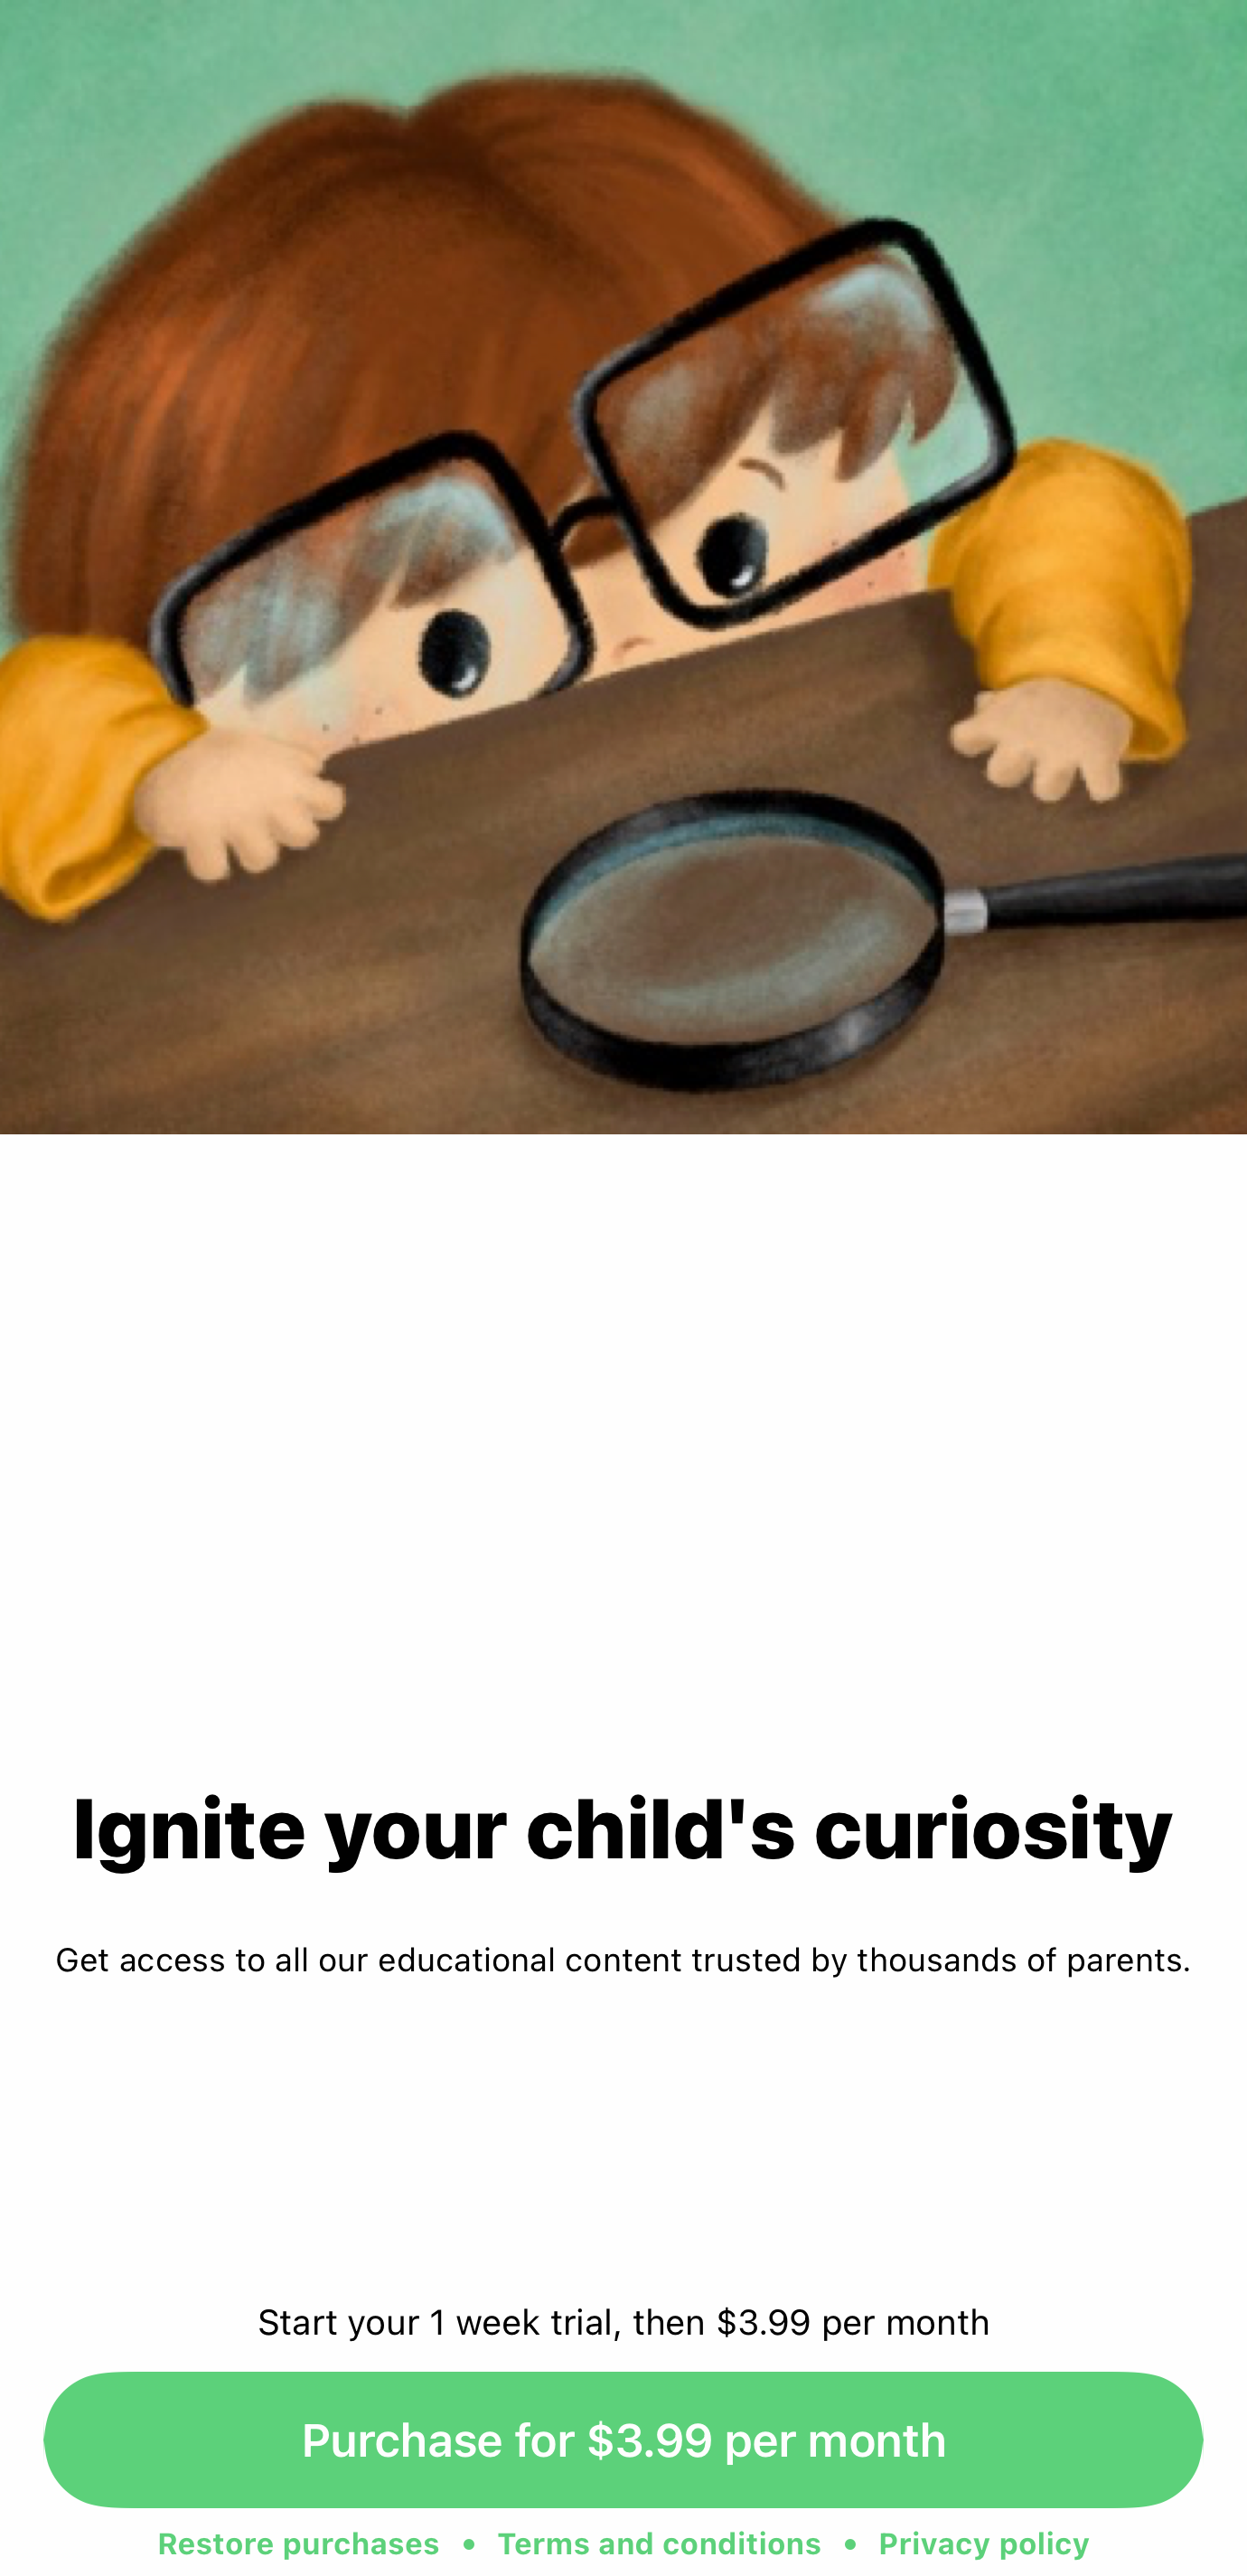 Ignite your child's curiosity
Get access to all our educational content trusted by thousands of parents.
Start your 1 week trial, then $3.99 per month
Purchase for $3.99 per month
Restore purchases • Terms and conditions • Privacy policy